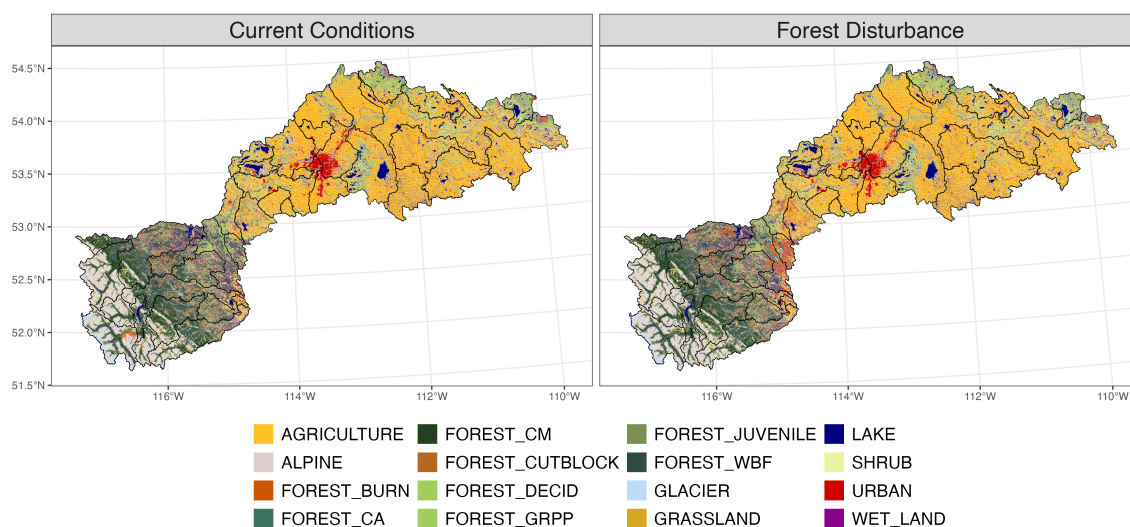 Current Conditions Forest Disturbance
54.5°N
54.0°N
53.5°N
53.0°N
52.5°N
52.0°N
51.5°N
116°W 114°W 112°W 110°W 116°W 114°W 112°W 110°W
AGRICULTURE FOREST_CM FOREST_JUVENILE LAKE
ALPINE FOREST_CUTBLOCK FOREST_WBF SHRUB
FOREST_BURN FOREST_DECID GLACIER URBAN
FOREST_CA FOREST_GRPP GRASSLAND WET_LAND